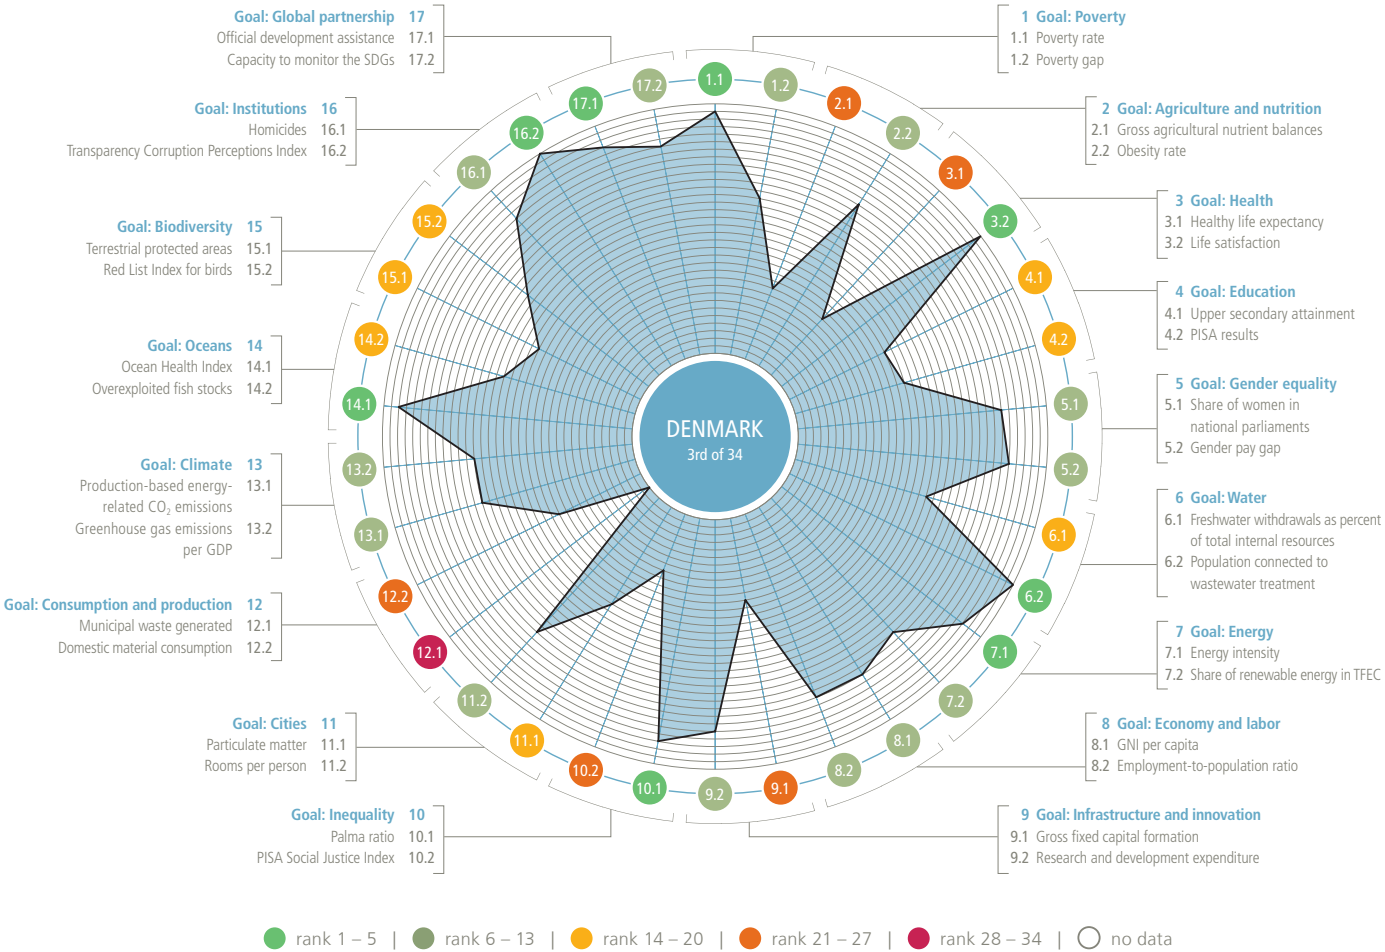 Goal: Global partnership 17
Official development assistance 17.1
Capacity to monitor the SDGs 17.2
Goal: Institutions 16
Homicides 16.1
Transparency Corruption Perceptions Index 16.2
Goal: Biodiversity 15
Terrestrial protected areas 15.1
Red List Index for birds 15.2
Goal: Oceans 14
Ocean Health Index 14.1
Overexploited fish stocks 14.2
Goal: Climate 13
Production-based energy- 13.1
related CO₂ emissions
Greenhouse gas emissions 13.2
per GDP
Goal: Consumption and production 12
Municipal waste generated 12.1
Domestic material consumption 12.2
Goal: Cities 11
Particulate matter 11.1
Rooms per person 11.2
Goal: Inequality 10
Palma ratio 10.1
PISA Social Justice Index 10.2
1 Goal: Poverty
1.1 Poverty rate
1.2 Poverty gap
2 Goal: Agriculture and nutrition
2.1 Gross agricultural nutrient balances
2.2 Obesity rate
3 Goal: Health
3.1 Healthy life expectancy
3.2 Life satisfaction
4 Goal: Education
4.1 Upper secondary attainment
4.2 PISA results
5 Goal: Gender equality
5.1 Share of women in
national parliaments
5.2 Gender pay gap
6 Goal: Water
6.1 Freshwater withdrawals as percent
of total internal resources
6.2 Population connected to
wastewater treatment
7 Goal: Energy
7.1 Energy intensity
7.2 Share of renewable energy in TFEC
8 Goal: Economy and labor
8.1 GNI per capita
8.2 Employment-to-population ratio
9 Goal: Infrastructure and innovation
9.1 Gross fixed capital formation
9.2 Research and development expenditure
1.1
1.2
2.1
2.2
3.1
3.2
4.1
4.2
5.1
5.2
6.1
6.2
7.1
7.2
8.1
8.2
9.1
9.2
10.1
10.2
11.1
11.2
12.1
12.2
13.1
13.2
14.1
14.2
15.1
15.2
16.1
16.2
17.1
17.2
DENMARK
3rd of 34
rank 1 – 5 | rank 6 – 13 | rank 14 – 20 | rank 21 – 27 | rank 28 – 34 | no data